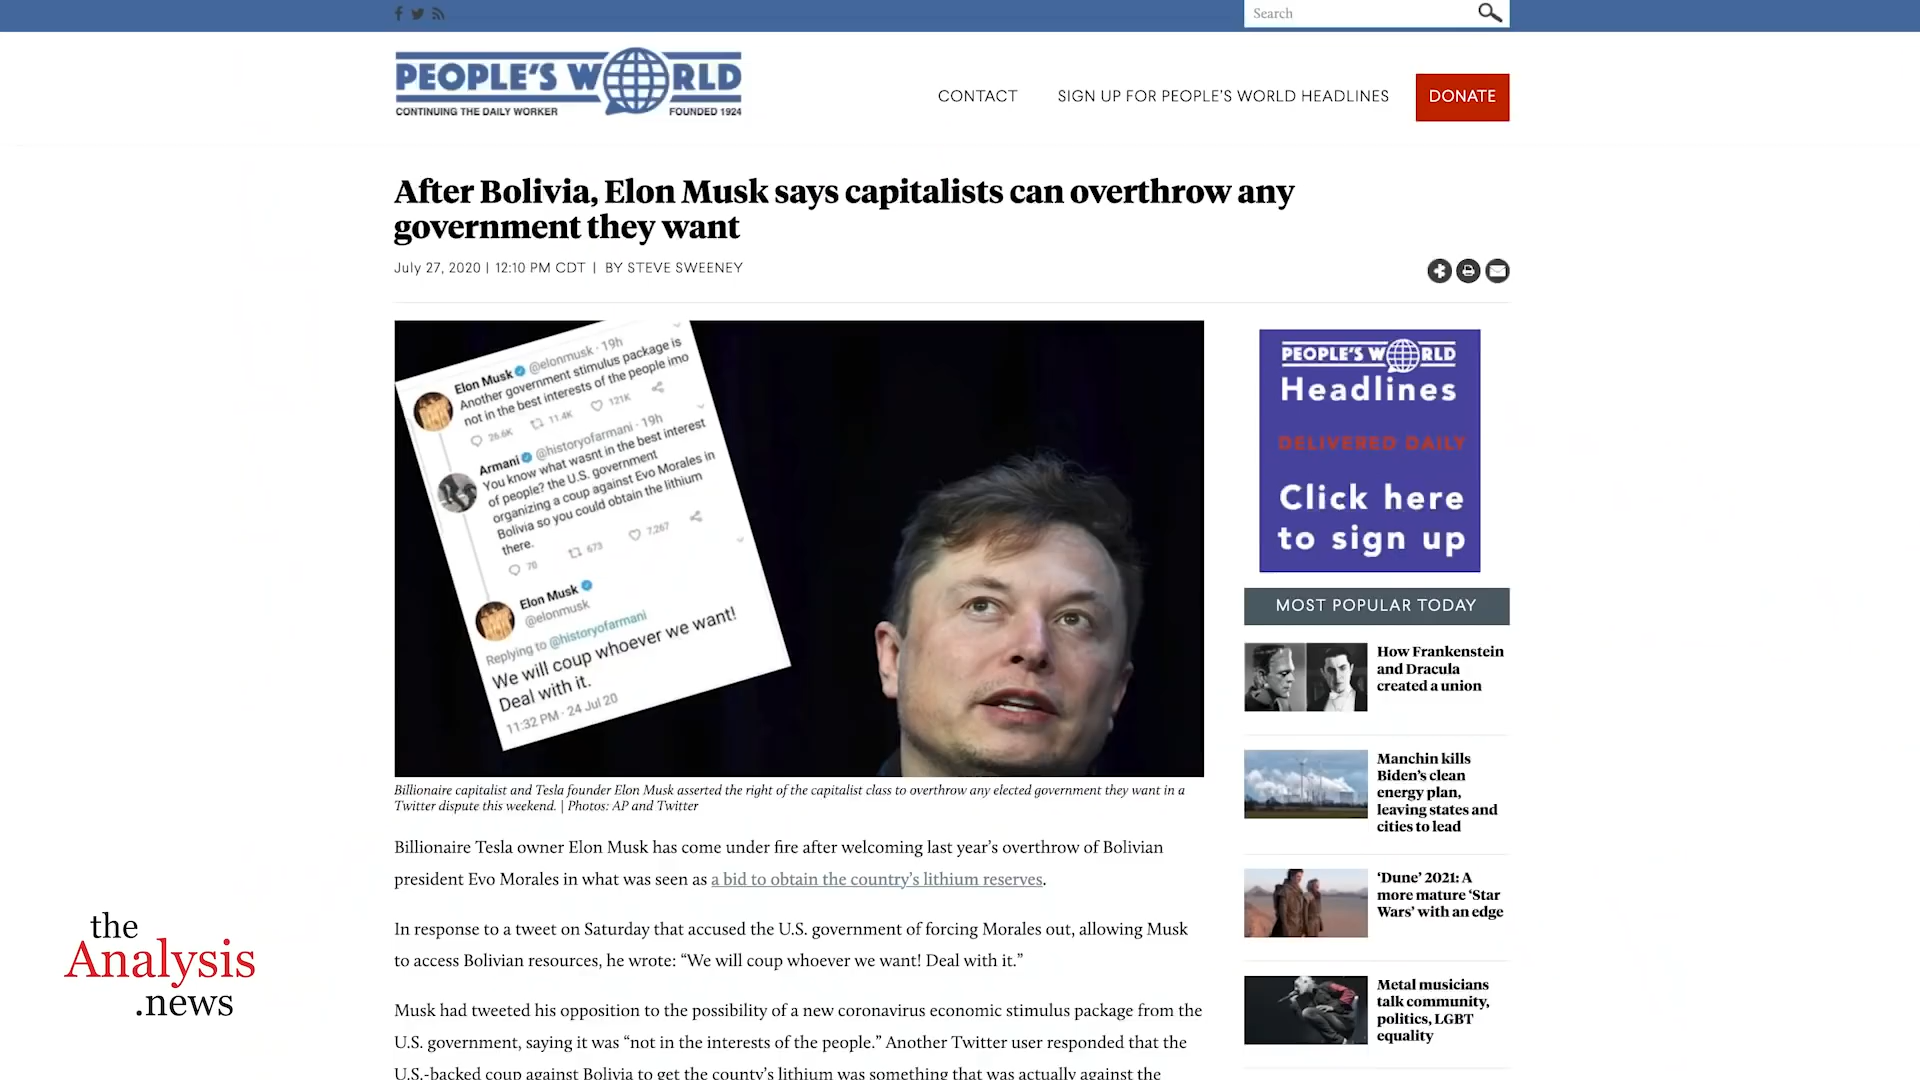 Search
PEOPLE'S WORLD
CONTINUING THE DAILY WORKER FOUNDED 1924
CONTACT
SIGN UP FOR PEOPLE'S WORLD HEADLINES
DONATE
After Bolivia, Elon Musk says capitalists can overthrow any
government they want
July 27, 2020 | 12:10 PM CDT | BY STEVE SWEENEY
Elon Musk @elonmusk · 19h
Another government stimulus package is
not in the best interests of the people imo
26.6K 11.4K 121K
Armani @historyofarmani · 19h
You know what wasnt in the best interest
of people? the U.S. government
organizing a coup against Evo Morales in
Bolivia so you could obtain the lithium
there.
70 673 7,267
Elon Musk
@elonmusk
Replying to @historyofarmani
We will coup whoever we want!
Deal with it.
11:32 PM · 24 Jul 20
Billionaire capitalist and Tesla founder Elon Musk asserted the right of the capitalist class to overthrow any elected government they want in a
Twitter dispute this weekend. | Photos: AP and Twitter
Billionaire Tesla owner Elon Musk has come under fire after welcoming last year's overthrow of Bolivian
president Evo Morales in what was seen as a bid to obtain the country's lithium reserves.
In response to a tweet on Saturday that accused the U.S. government of forcing Morales out, allowing Musk
to access Bolivian resources, he wrote: “We will coup whoever we want! Deal with it.”
Musk had tweeted his opposition to the possibility of a new coronavirus economic stimulus package from the
U.S. government, saying it was “not in the interests of the people.” Another Twitter user responded that the
U.S.-backed coup against Bolivia to get the county's lithium was something that was actually against the
PEOPLE'S WORLD
Headlines
DELIVERED DAILY
Click here
to sign up
MOST POPULAR TODAY
How Frankenstein
and Dracula
created a union
Manchin kills
Biden's clean
energy plan,
leaving states and
cities to lead
‘Dune’ 2021: A
more mature ‘Star
Wars’ with an edge
Metal musicians
talk community,
politics, LGBT
equality
the
Analysis
.news